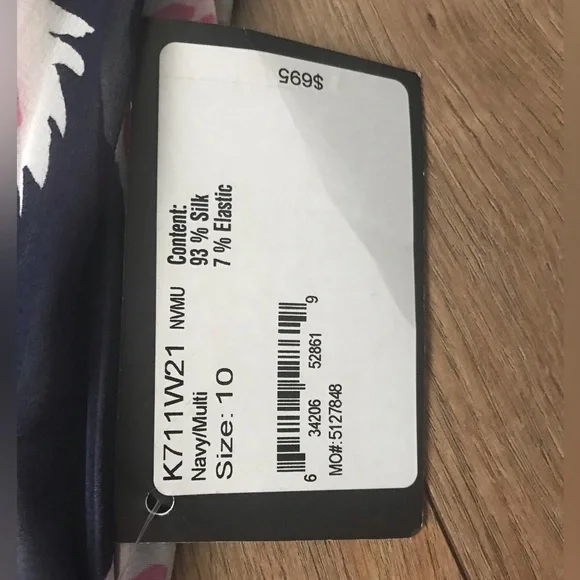 K711W21 NVMU
Navy/Multi
Size: 10
Content:
93 % Silk
7 % Elastic
6 34206 52861 9
MO#: 5127848
$695